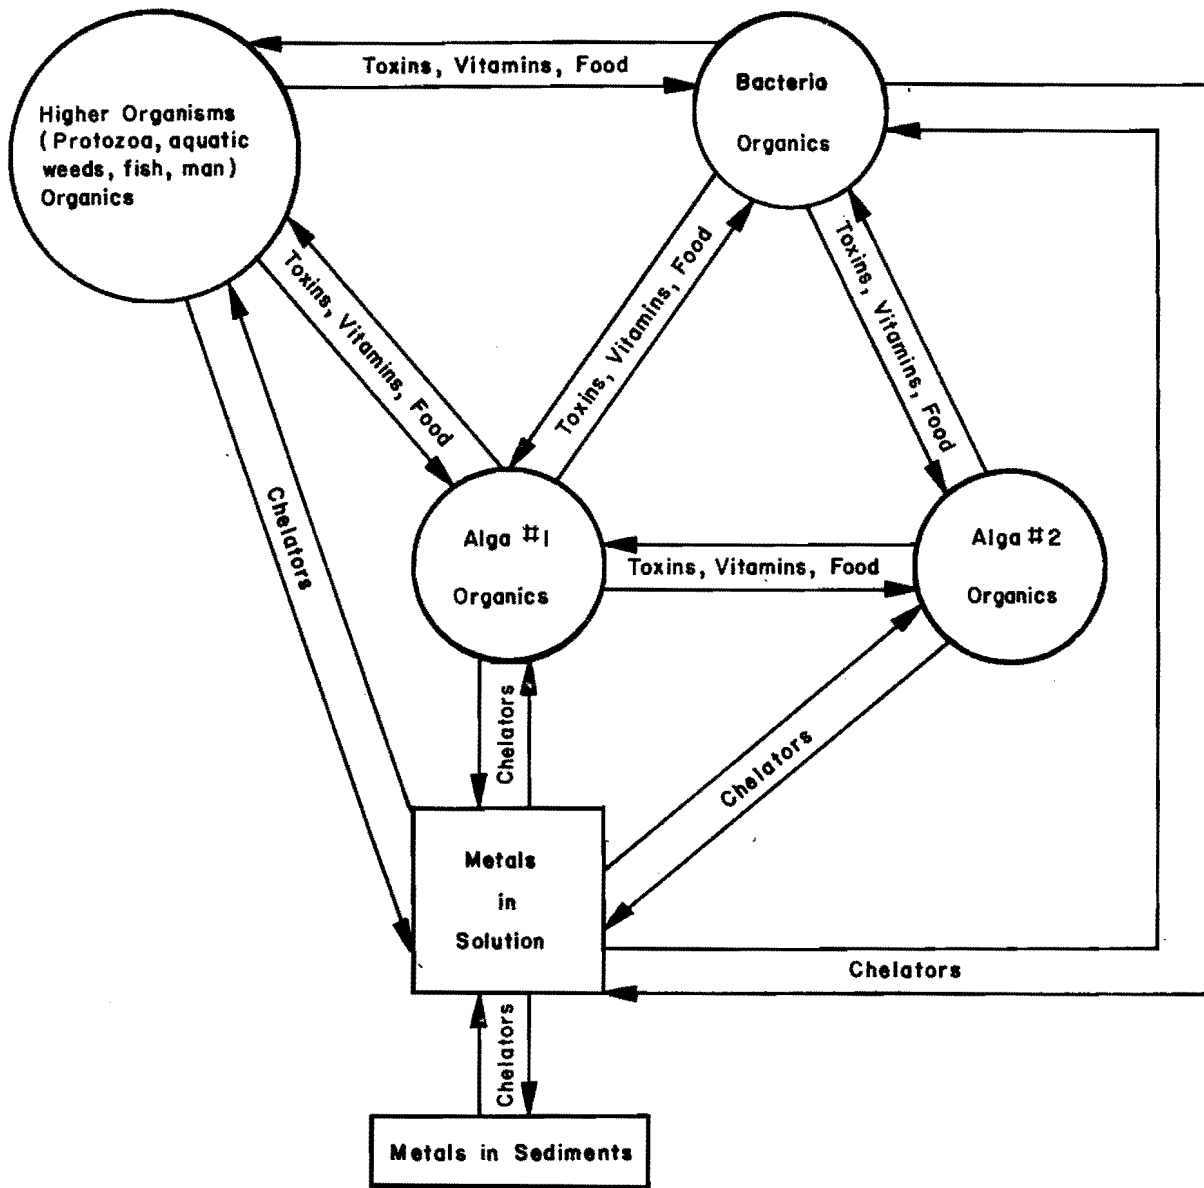 Toxins, Vitamins, Food
Higher Organisms
(Protozoa, aquatic
weeds, fish, man)
Organics
Bacteria
Organics
Toxins, Vitamins, Food
Toxins, Vitamins, Food
Toxins, Vitamins, Food
Chelators
Alga #1
Organics
Toxins, Vitamins, Food
Alga #2
Organics
Chelators
Chelators
Metals
in
Solution
Chelators
Chelators
Metals in Sediments